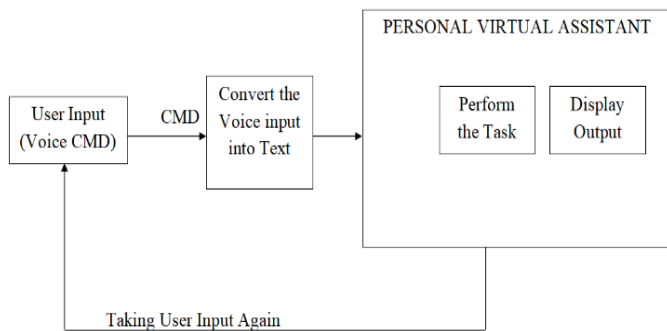 PERSONAL VIRTUAL ASSISTANT
User Input
(Voice CMD)
CMD
Convert the
Voice input
into Text
Perform
the Task
Display
Output
Taking User Input Again